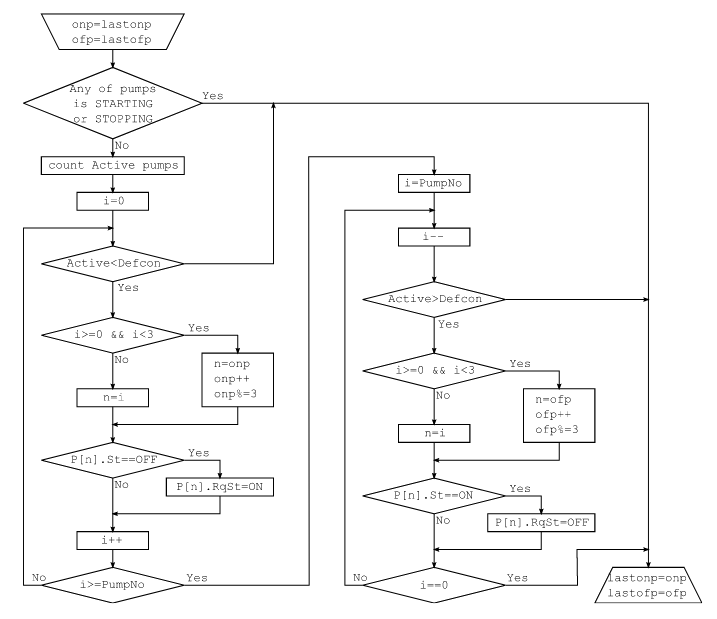 onp=lastonp
ofp=lastofp
Any of pumps
is STARTING
or STOPPING
Yes
No
count Active pumps
i=0
Active<Defcon
Yes
i>=0 && i<3
Yes
No
n=onp
onp++
onp%=3
n=i
P[n].St==OFF
Yes
No
P[n].RqSt=ON
i++
i>=PumpNo
No
Yes
i=PumpNo
i--
Active>Defcon
Yes
i>=0 && i<3
Yes
No
n=ofp
ofp++
ofp%=3
n=i
P[n].St==ON
Yes
No
P[n].RqSt=OFF
i==0
No
Yes
lastonp=onp
lastofp=ofp